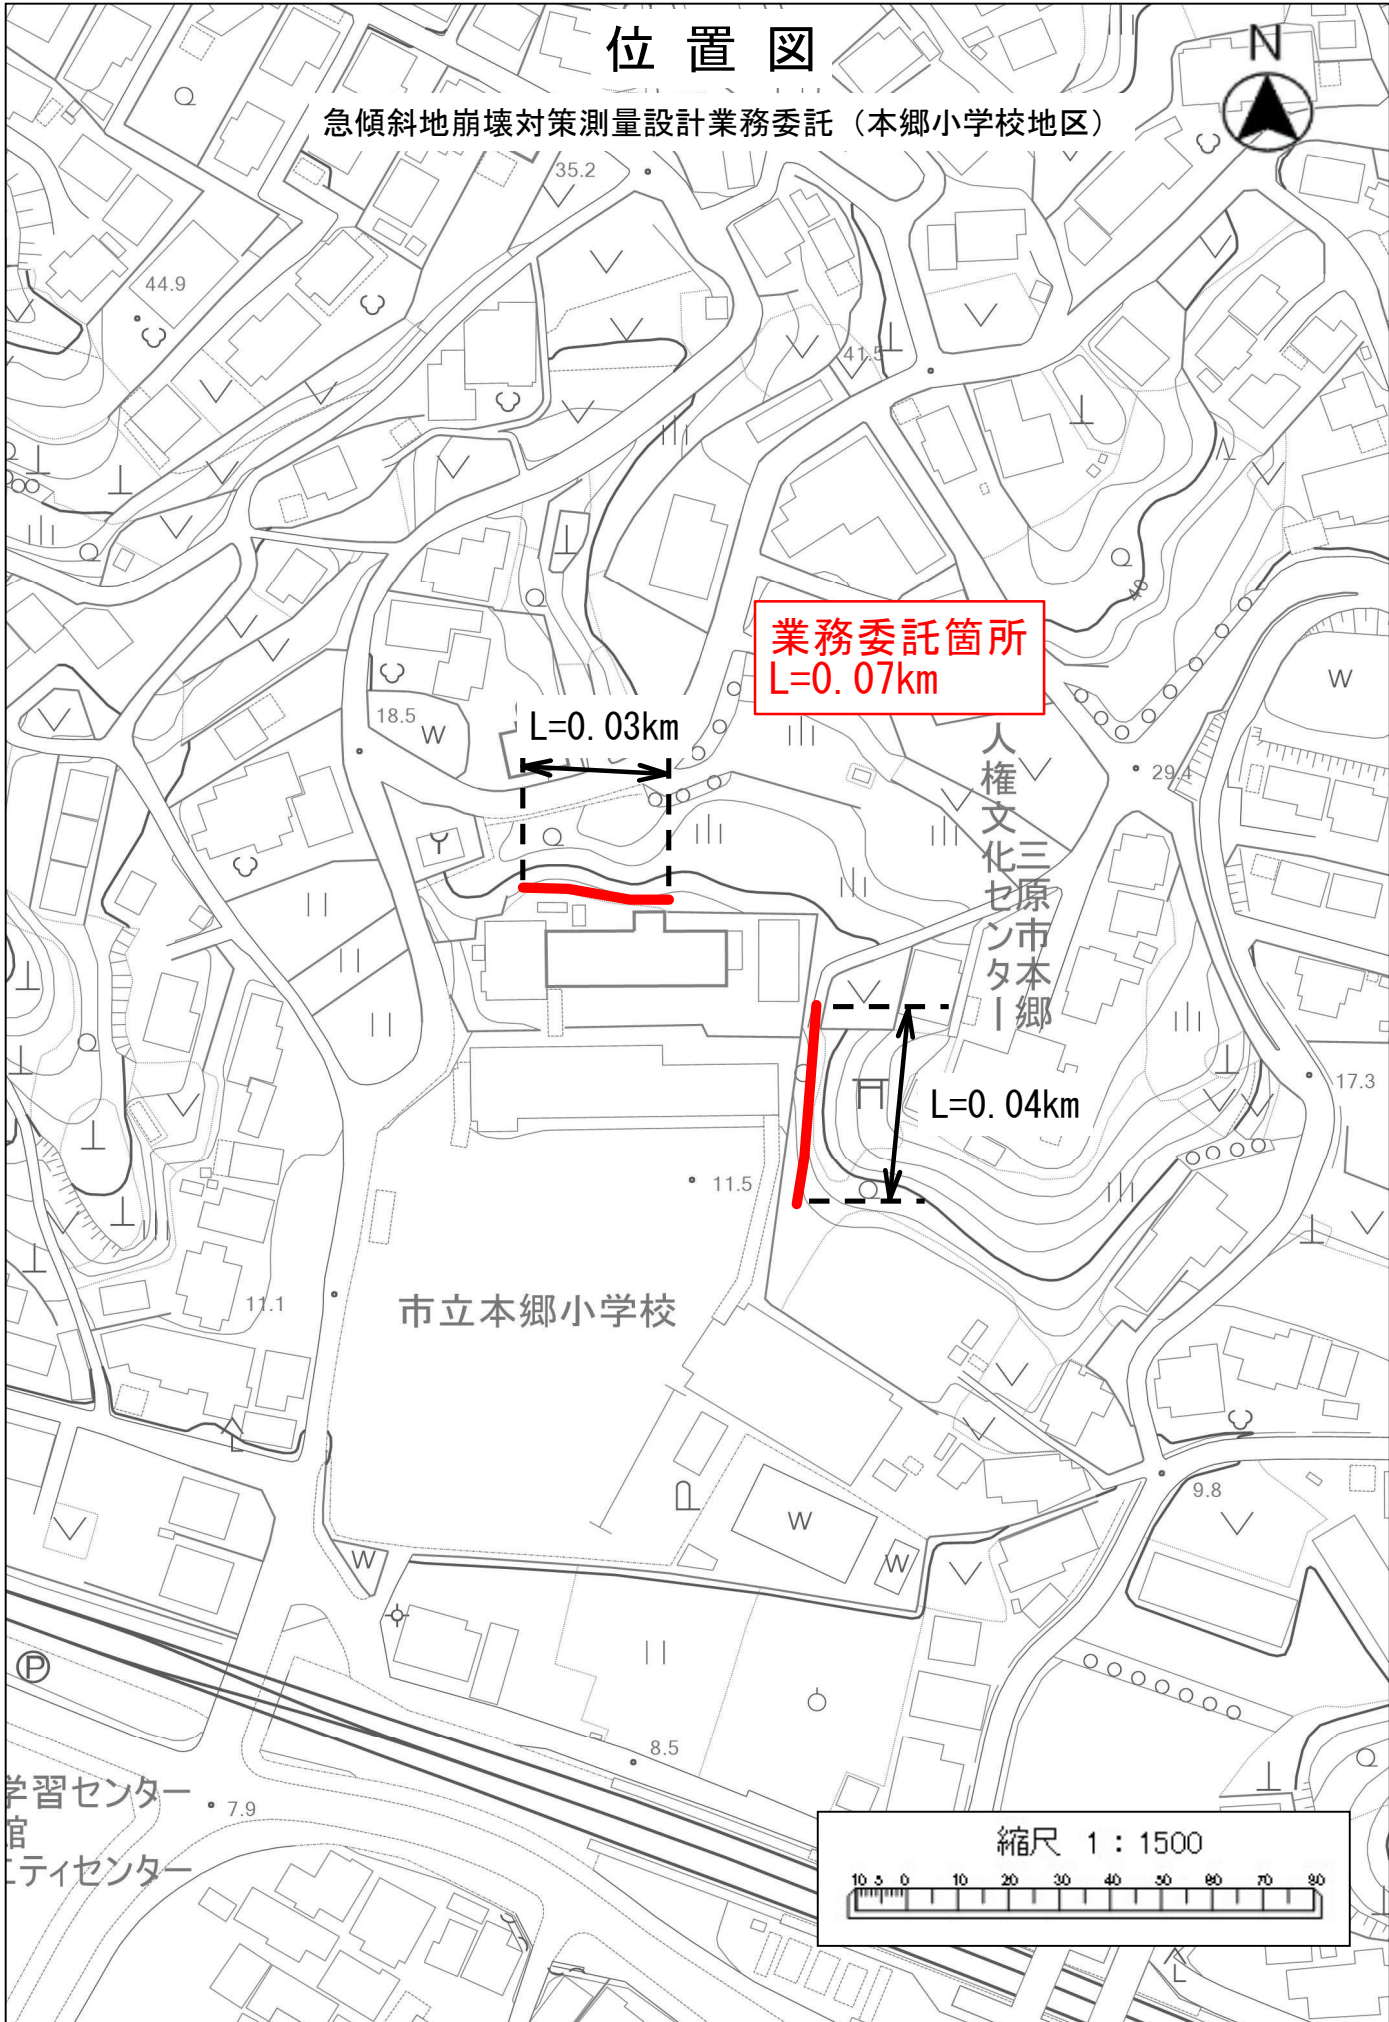 位置図
N
急傾斜地崩壊対策測量設計業務委託（本郷小学校地区）
35.2
44.9
41.5
40
業務委託箇所
L=0.07km
W
18.5
W
L=0.03km
29.4
三原市本郷
人権文化センター
17.3
L=0.04km
11.5
11.1
市立本郷小学校
9.8
W
W
W
P
8.5
7.9
学習センター
館
ニティセンター
縮尺 1：1500
10 5 0 10 20 30 40 50 60 70 80